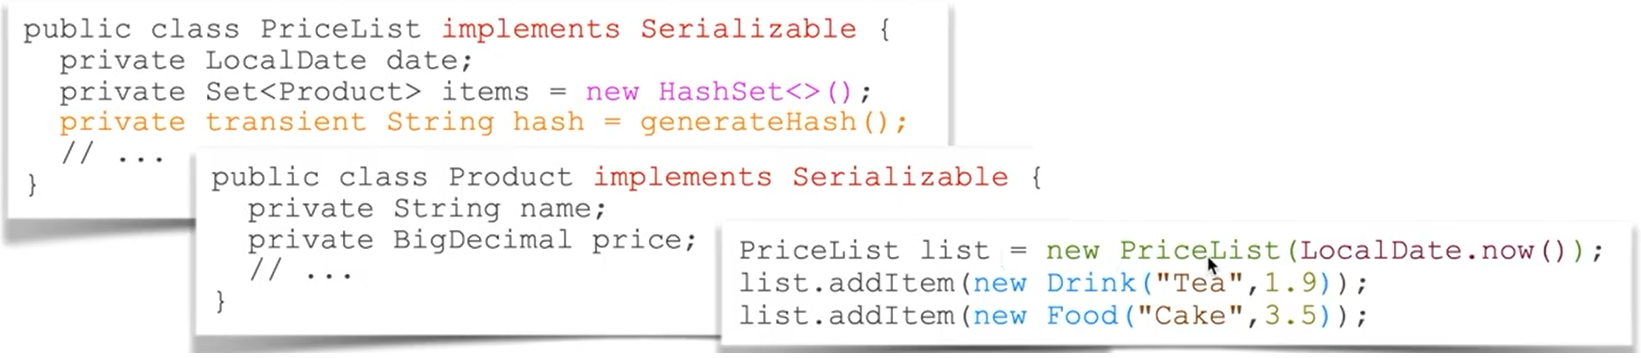 public class PriceList implements Serializable {
private LocalDate date;
private Set<Product> items = new HashSet<>();
private transient String hash = generateHash();
// ...
}
public class Product implements Serializable {
private String name;
private BigDecimal price;
// ...
}
PriceList list = new PriceList(LocalDate.now());
list.addItem(new Drink("Tea",1.9));
list.addItem(new Food("Cake",3.5));